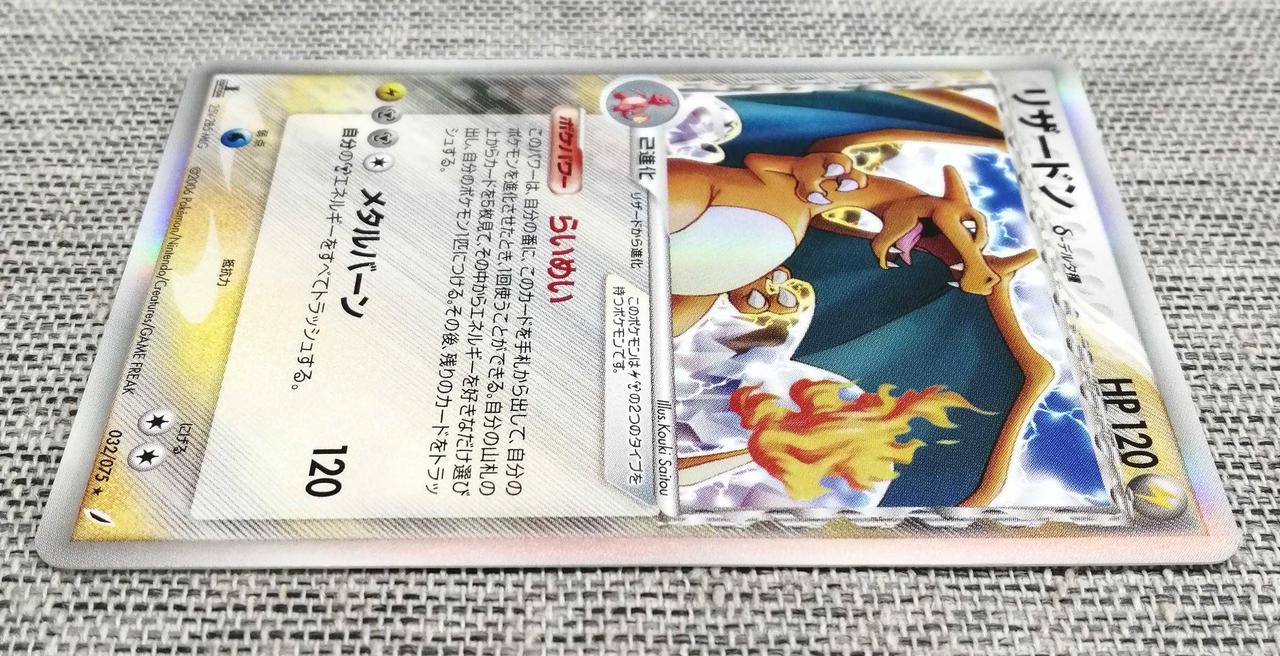 リザードン δ-デルタ種 HP120
2進化 リザードから進化
このポケモンは の2つのタイプを
持つポケモンです。
Illus.Kouki Saitou
ポケパワー らいめい
このパワーは、自分の番に、このカードを手札から出して、自分の
ポケモンを進化させたとき、1回使うことができる。自分の山札の
上からカードを5枚見て、その中からエネルギーを好きなだけ選び
出し、自分のポケモン1匹につける。その後、残りのカードをトラッ
シュする。
メタルバーン 120
自分の エネルギーをすべてトラッシュする。
弱点 抵抗力 にげる
©2006 Pokémon/Nintendo/Creatures/GAME FREAK
032/075 ★